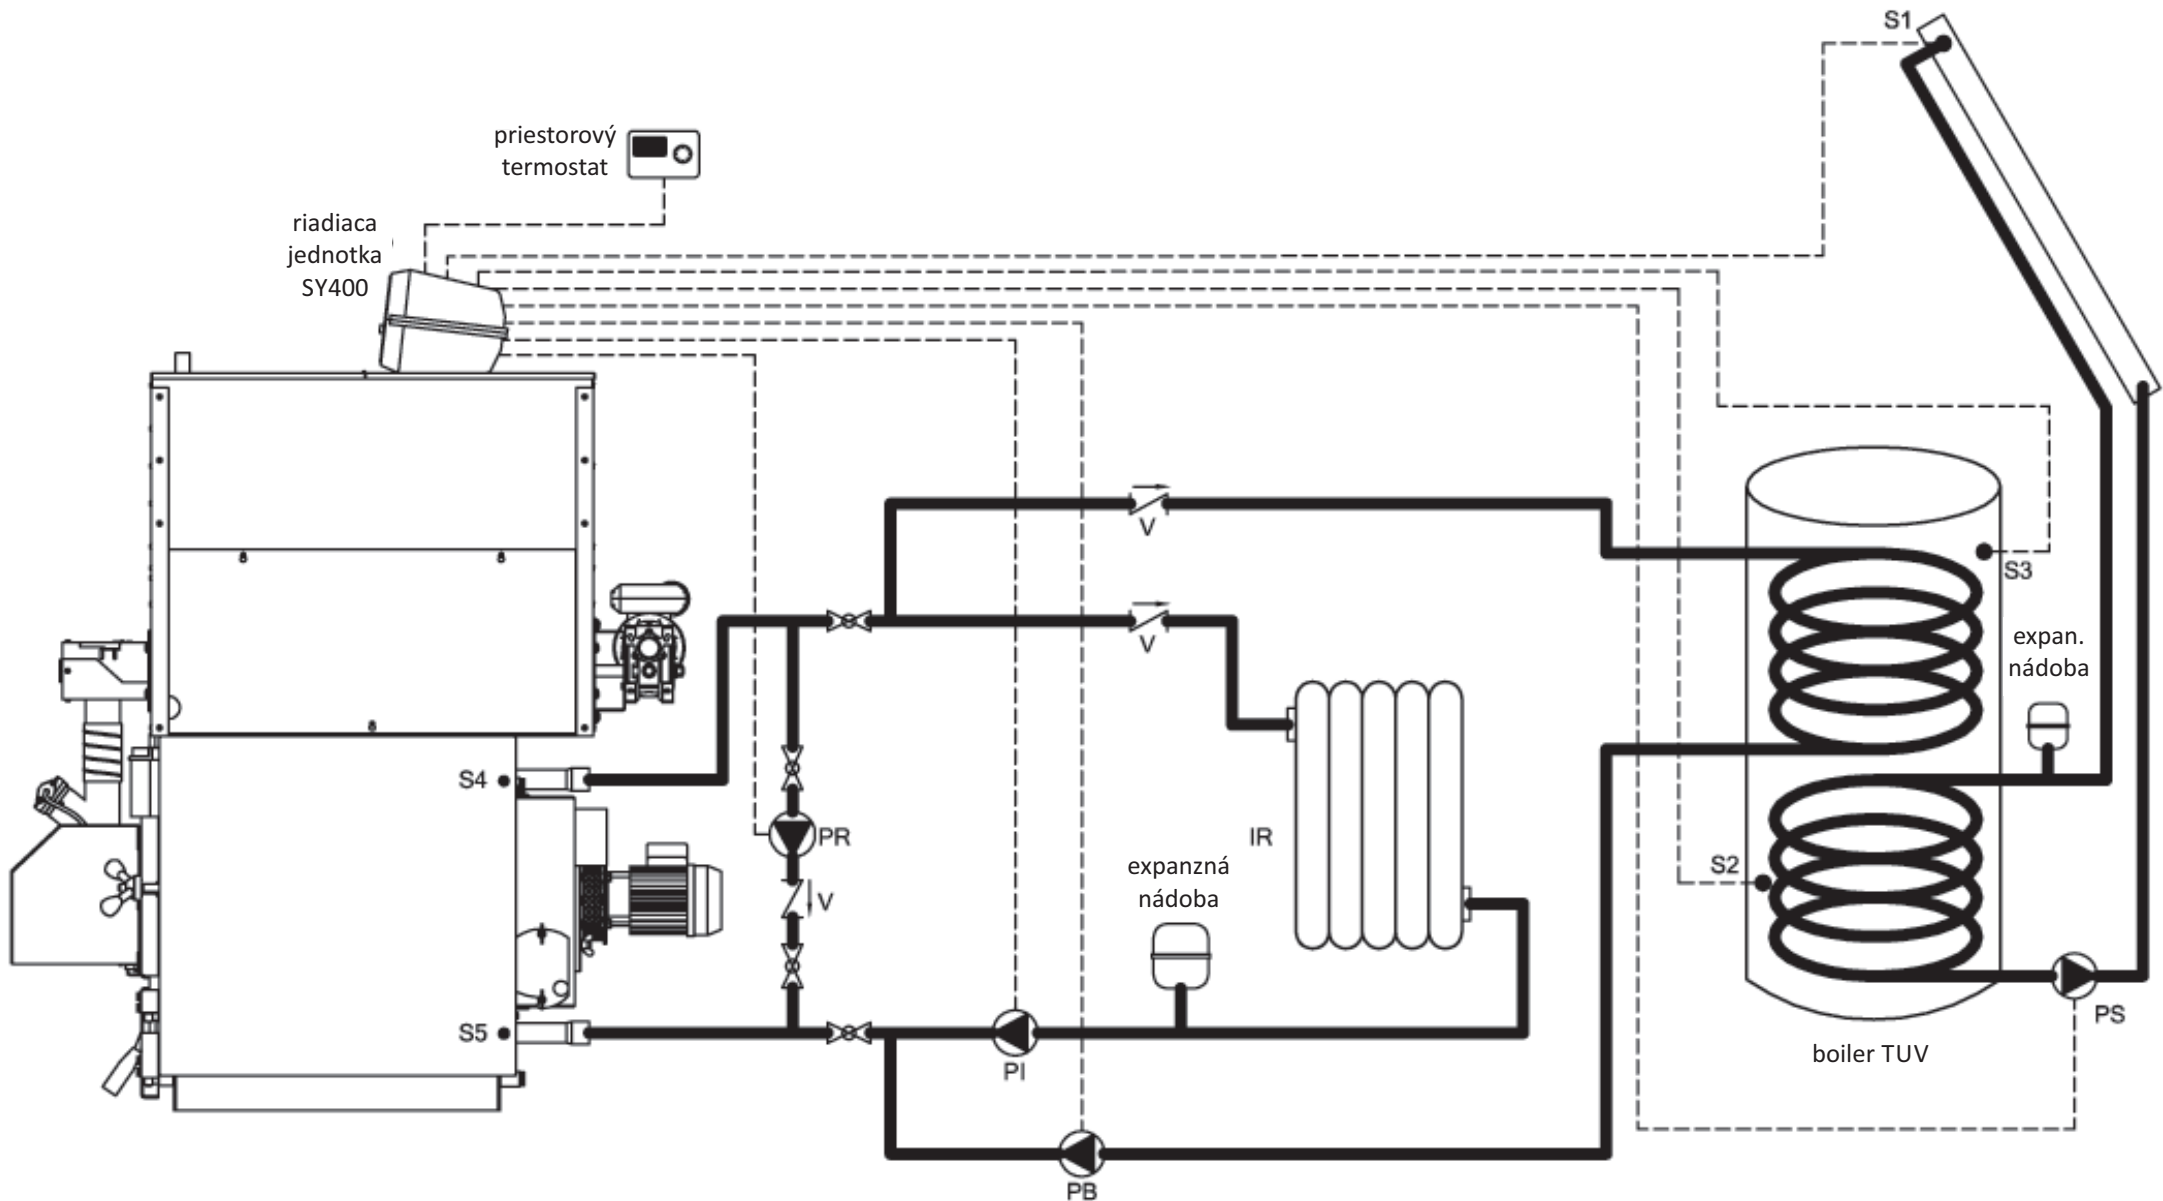 S1
priestorový
termostat
riadiaca
jednotka
SY400
V
S3
V
expan.
nádoba
S4
PR
IR
S2
expanzná
nádoba
V
PS
S5
boiler TUV
PI
PB